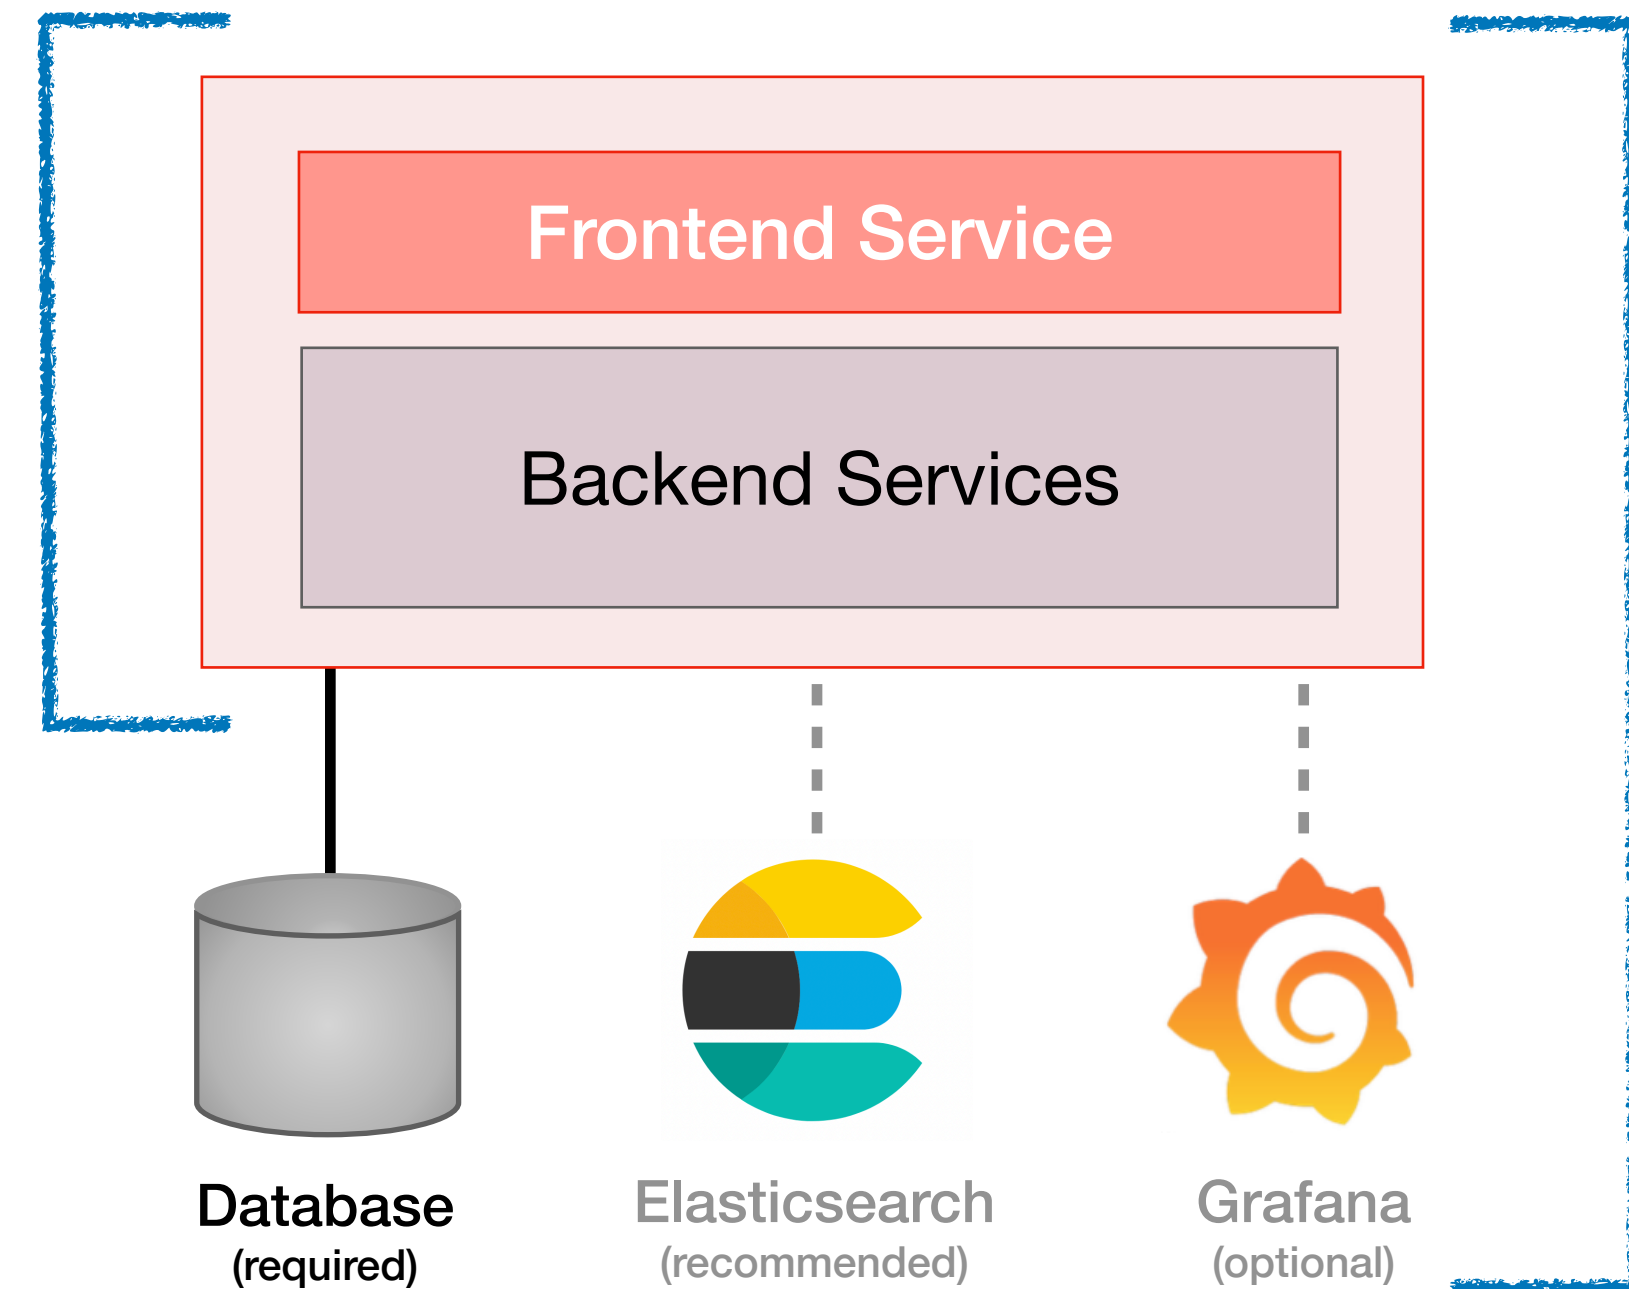 Frontend Service
Backend Services
Database
(required)
Elasticsearch
(recommended)
Grafana
(optional)